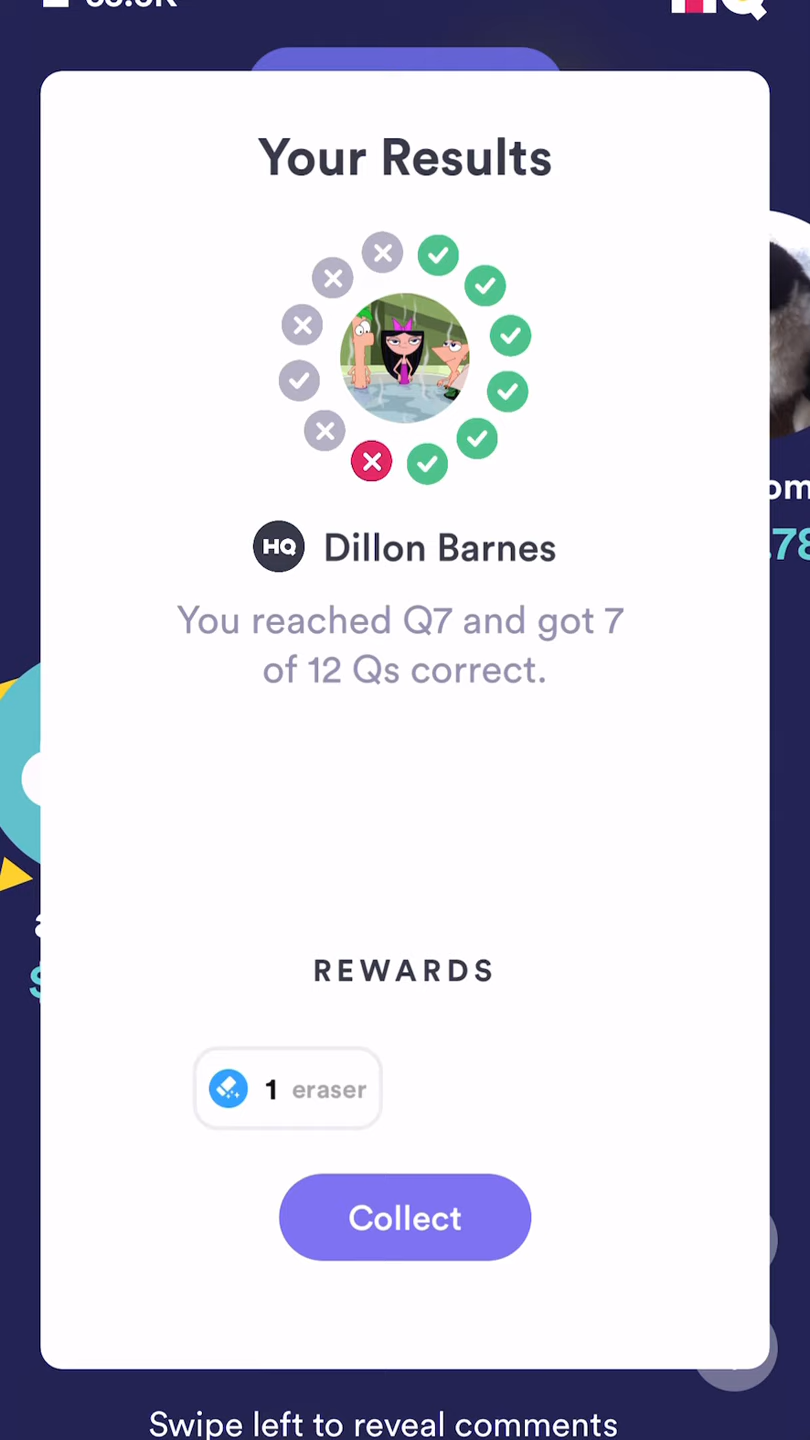 Your Results
HQ Dillon Barnes
You reached Q7 and got 7
of 12 Qs correct.
REWARDS
1 eraser
Collect
Swipe left to reveal comments